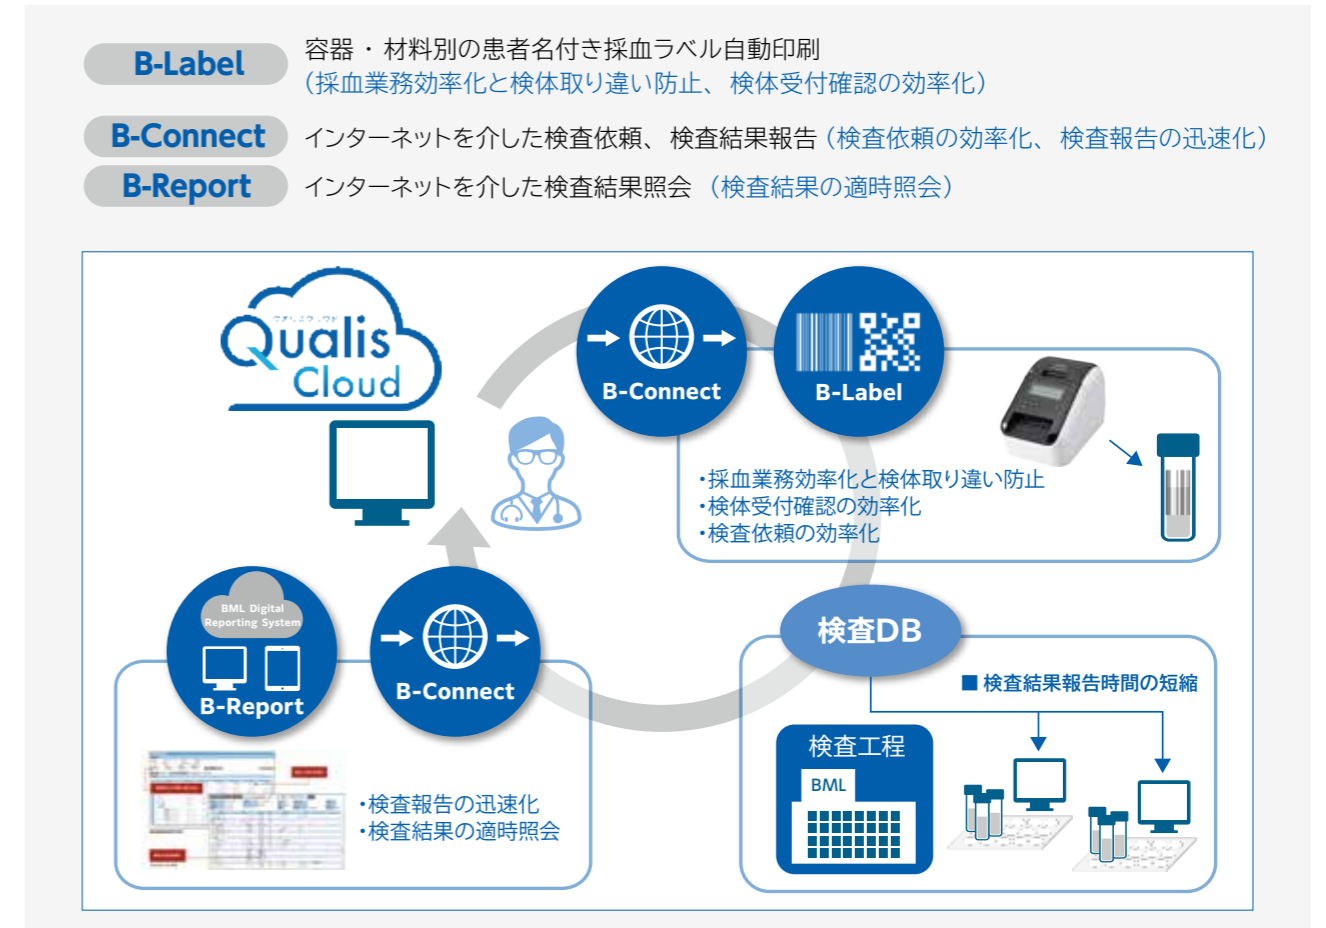 B-Label
容器・材料別の患者名付き採血ラベル自動印刷
（採血業務効率化と検体取り違い防止、検体受付確認の効率化）
B-Connect
インターネットを介した検査依頼、検査結果報告（検査依頼の効率化、検査報告の迅速化）
B-Report
インターネットを介した検査結果照会（検査結果の適時照会）
Qualis
Cloud
B-Connect
B-Label
・採血業務効率化と検体取り違い防止
・検体受付確認の効率化
・検査依頼の効率化
BML Digital
Reporting System
B-Report
B-Connect
・検査報告の迅速化
・検査結果の適時照会
検査DB
■ 検査結果報告時間の短縮
検査工程
BML